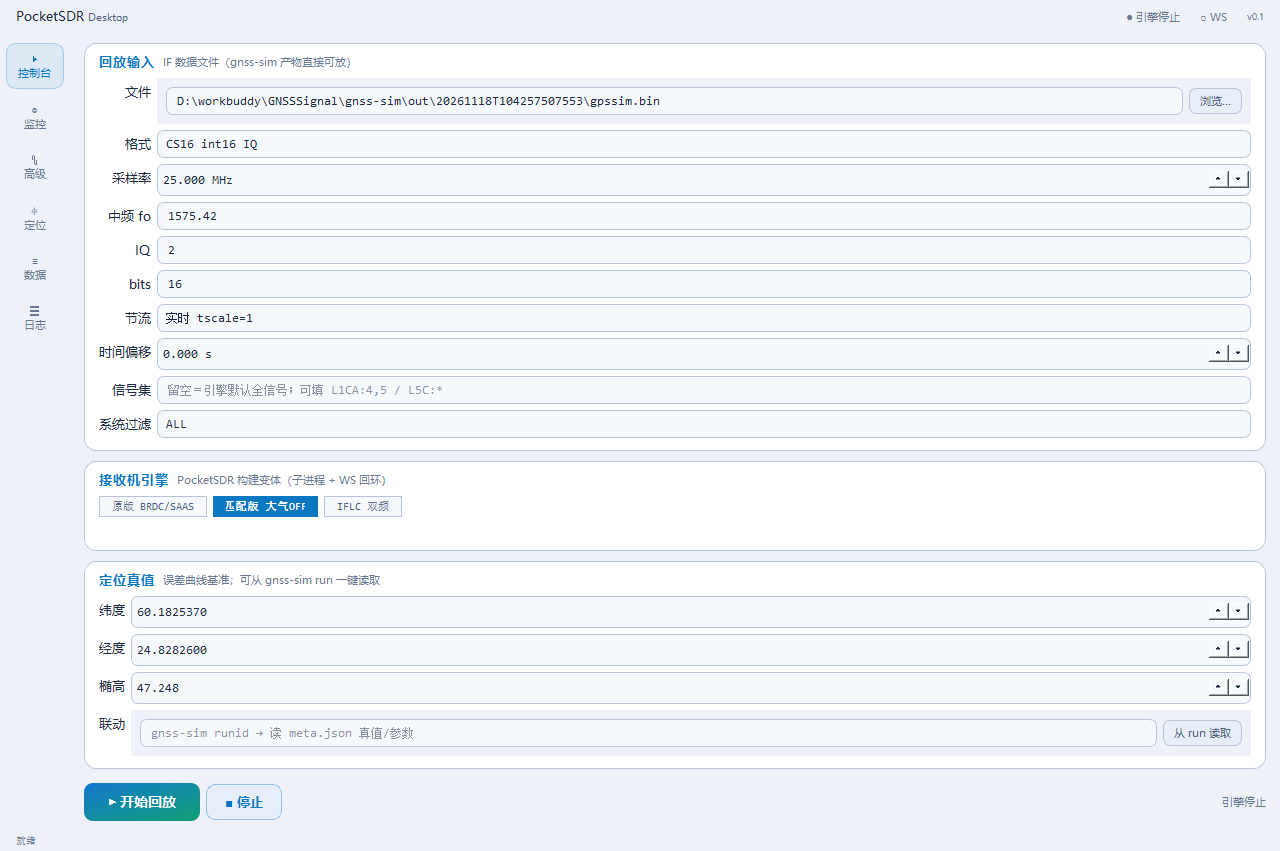 PocketSDR Desktop
● 引擎停止 ○ WS v0.1
控制台
监控
高级
定位
数据
日志
回放输入 IF 数据文件（gnss-sim 产物直接可放）
文件 D:\workbuddy\GNSSSignal\gnss-sim\out\20261118T104257507553\gpssim.bin 浏览...
格式 CS16 int16 IQ
采样率 25.000 MHz
中频 fo 1575.42
IQ 2
bits 16
节流 实时 tscale=1
时间偏移 0.000 s
信号集 留空＝引擎默认全信号；可填 L1CA:4,5 / L5C:*
系统过滤 ALL
接收机引擎 PocketSDR 构建变体（子进程 + WS 回环）
原版 BRDC/SAAS 匹配版 大气OFF IFLC 双频
定位真值 误差曲线基准；可从 gnss-sim run 一键读取
纬度 60.1825370
经度 24.8282600
椭高 47.248
联动 gnss-sim runid → 读 meta.json 真值/参数 从 run 读取
▶ 开始回放 ■ 停止 引擎停止
就绪